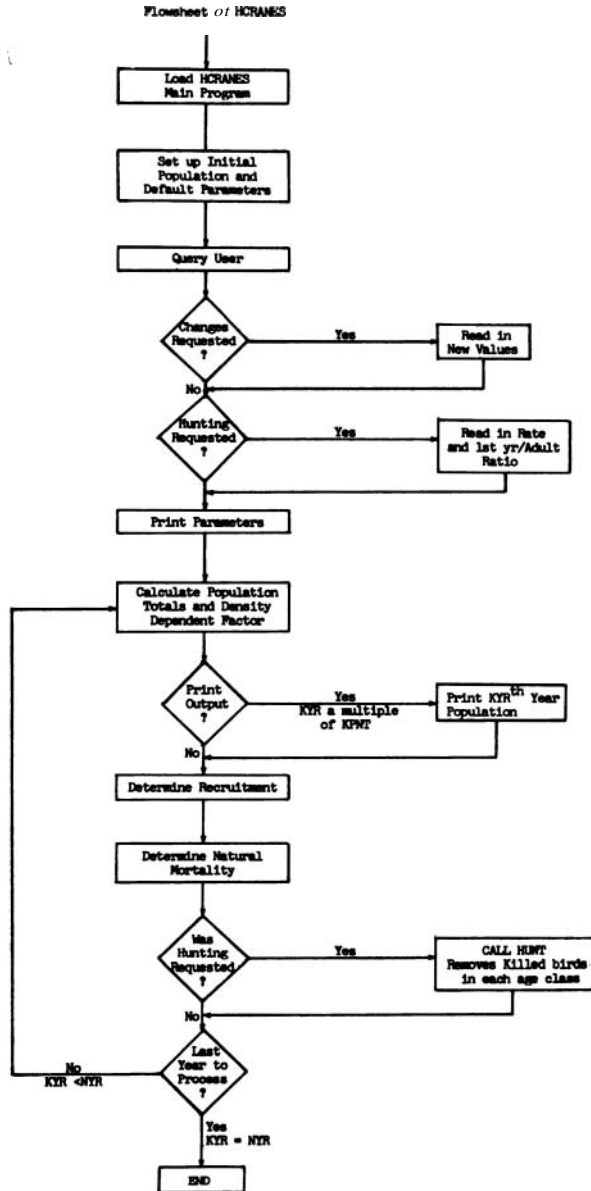 Flowsheet ot HCRANES
Load HCRANES
Main Program
Set up Initial
Population and
Default Parameters
Query User
Changes
Requested
?
Yes
Read in
New Values
No
Hunting
Requested
?
Yes
Read in Rate
and 1st yr/Adult
Ratio
Print Parameters
Calculate Population
Totals and Density
Dependent Factor
Print
Output
?
Yes
KYR a multiple
of KPNT
Print KYRth Year
Population
No
Determine Recruitment
Determine Natural
Mortality
Was
Hunting
Requested
?
Yes
CALL HUNT
Removes Killed birds
in each age class
No
Last
Year to
Process
?
No
KYR <NYR
Yes
KYR = NYR
END